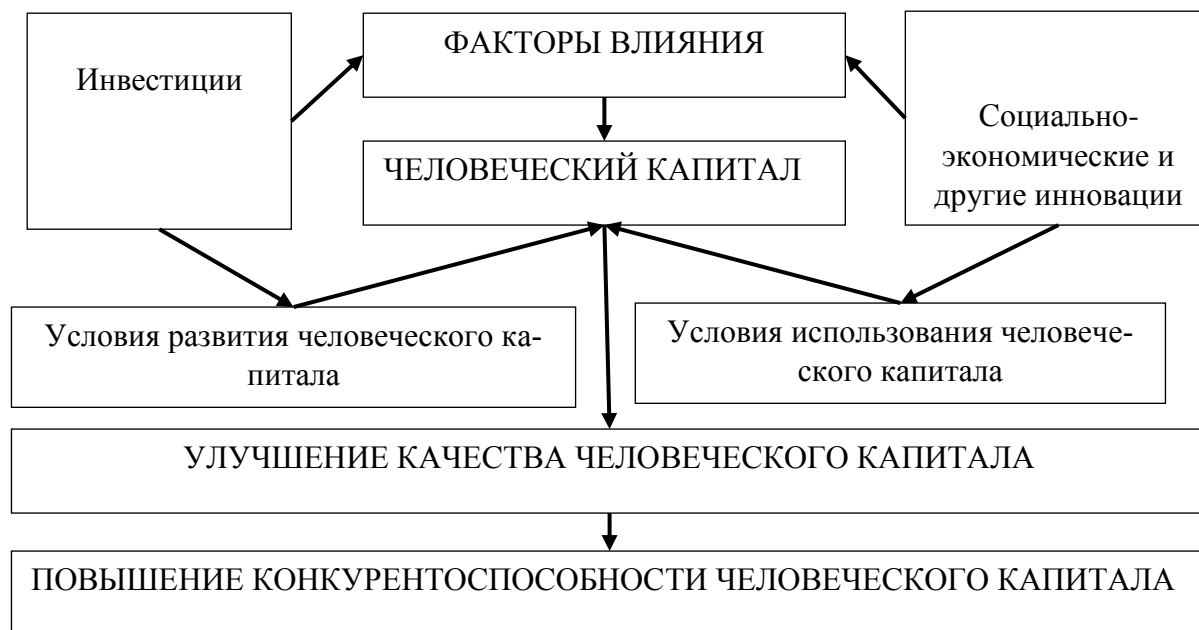 ФАКТОРЫ ВЛИЯНИЯ
Инвестиции
Социально-
экономические и
другие инновации
ЧЕЛОВЕЧЕСКИЙ КАПИТАЛ
Условия развития человеческого ка-
питала
Условия использования человече-
ского капитала
УЛУЧШЕНИЕ КАЧЕСТВА ЧЕЛОВЕЧЕСКОГО КАПИТАЛА
ПОВЫШЕНИЕ КОНКУРЕНТОСПОСОБНОСТИ ЧЕЛОВЕЧЕСКОГО КАПИТАЛА